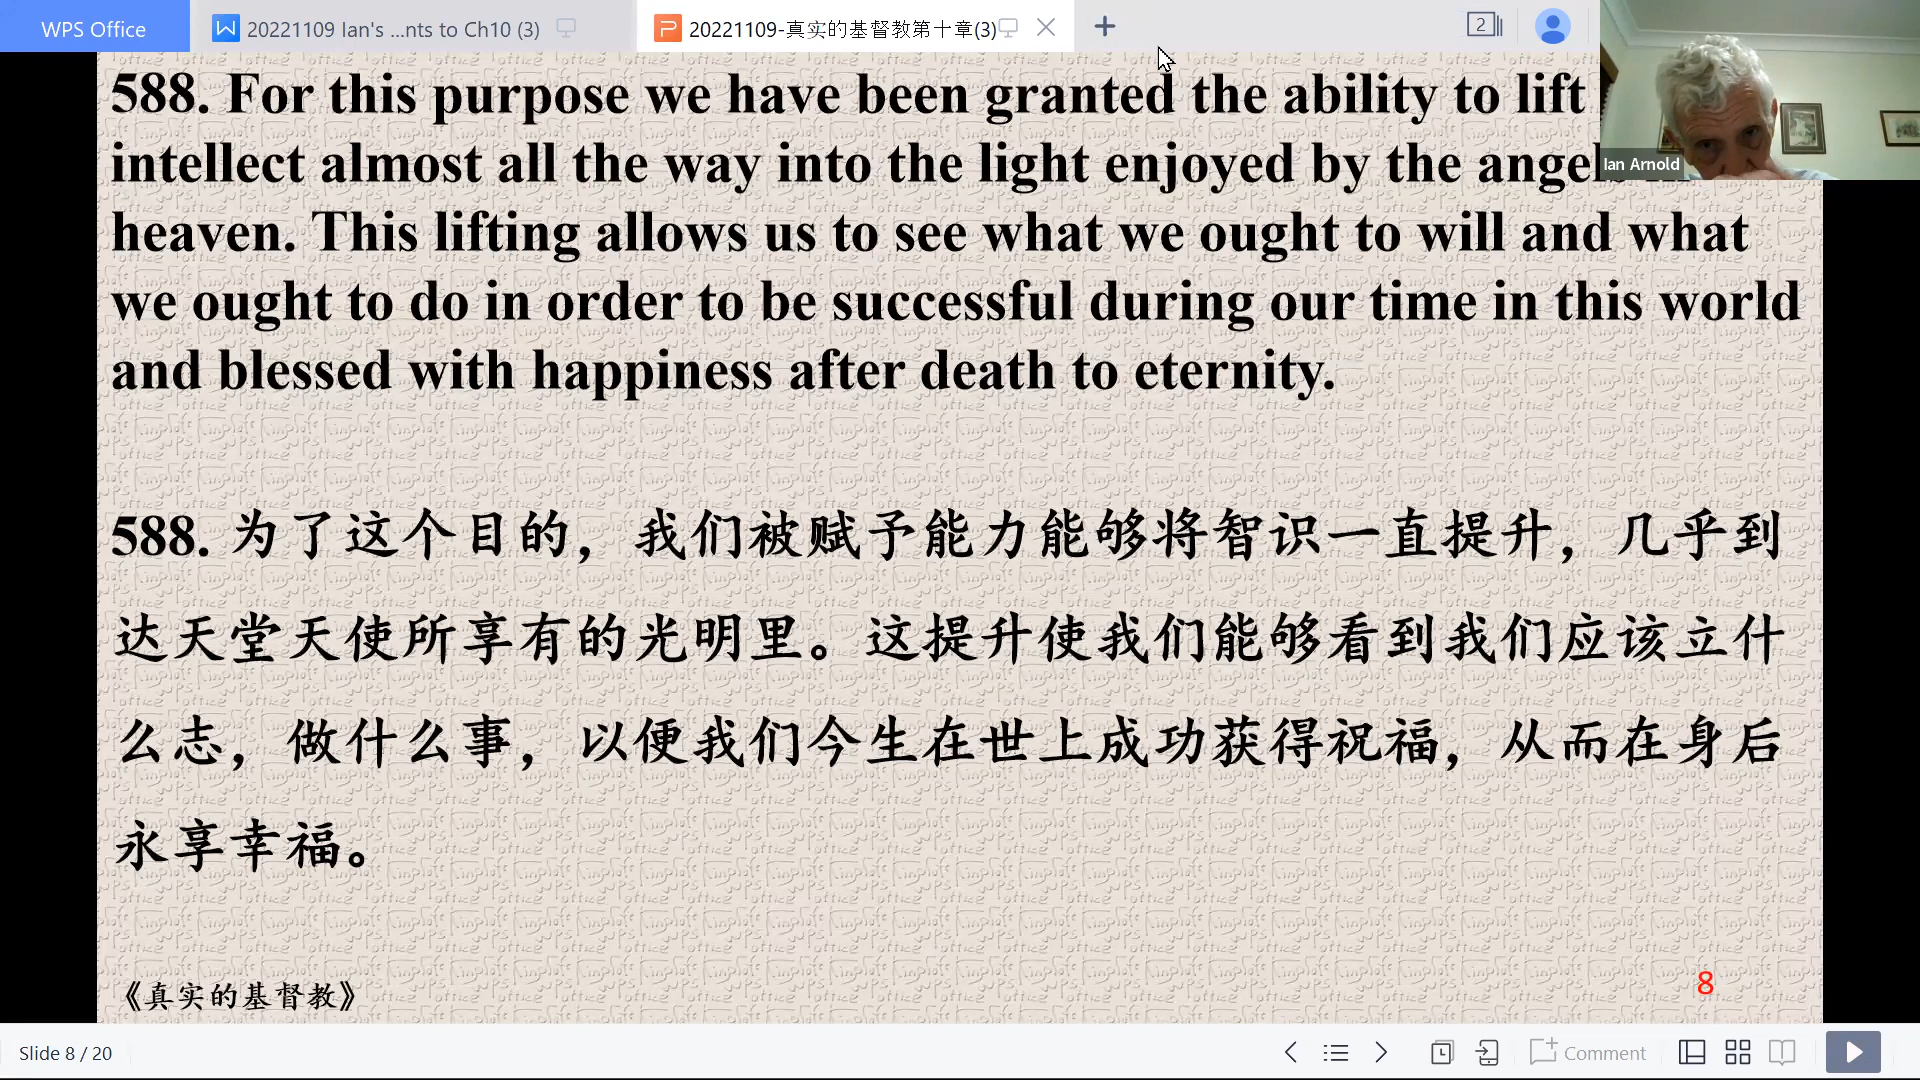 WPS Office
20221109 Ian's ...nts to Ch10 (3)
20221109-真实的基督教第十章(3)
2
588. For this purpose we have been granted the ability to lift
intellect almost all the way into the light enjoyed by the
heaven. This lifting allows us to see what we ought to will and what
we ought to do in order to be successful during our time in this world
and blessed with happiness after death to eternity.
Ian Arnold
588. 为了这个目的，我们被赋予能力能够将智识一直提升，几乎到
达天堂天使所享有的光明里。这提升使我们能够看到我们应该立什
么志，做什么事，以便我们今生在世上成功获得祝福，从而在身后
永享幸福。
《真实的基督教》
8
Slide 8 / 20
Comment